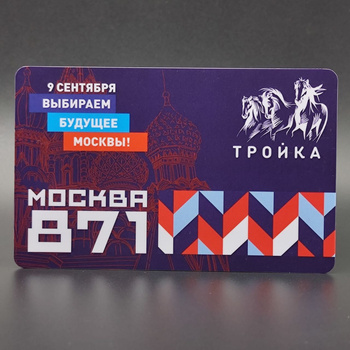 9 СЕНТЯБРЯ
ВЫБИРАЕМ
БУДУЩЕЕ
МОСКВЫ!
ТРОЙКА
МОСКВА
871